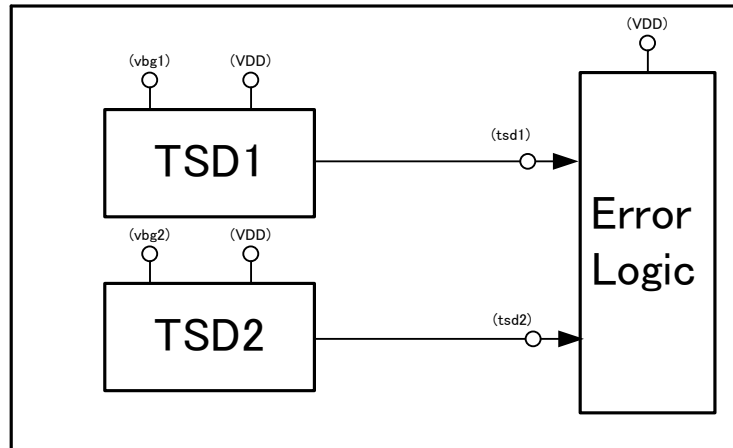 (VDD)
(vbg1)
(VDD)
TSD1
(tsd1)
Error
Logic
(vbg2)
(VDD)
TSD2
(tsd2)